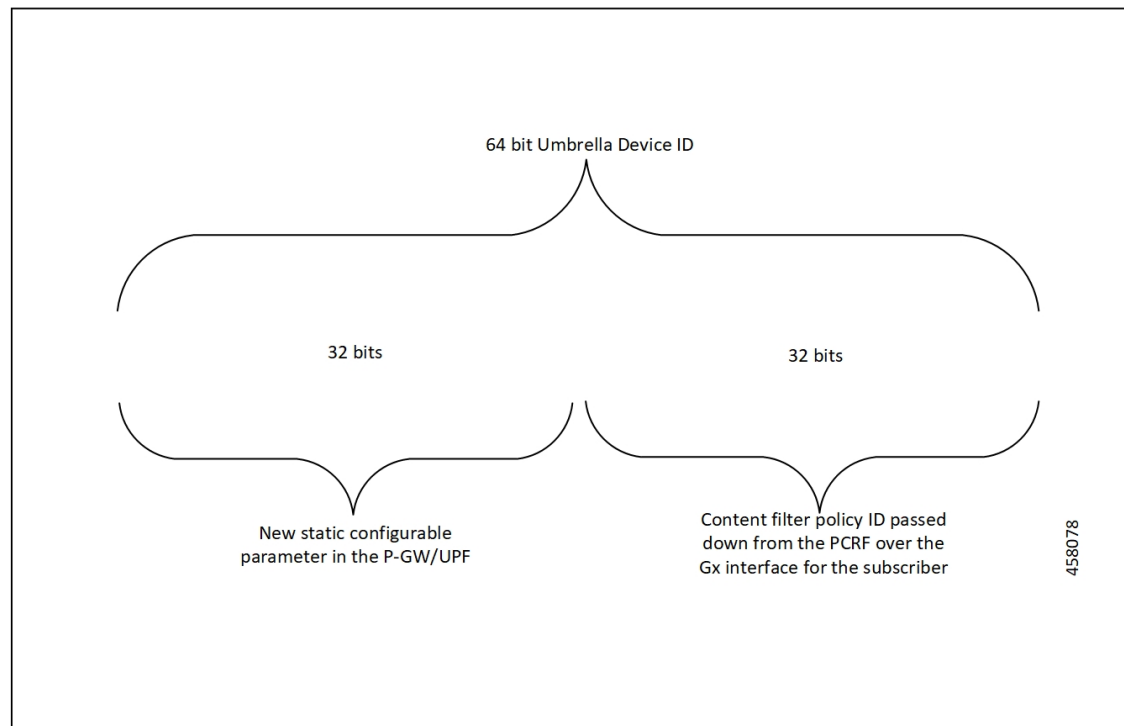 64 bit Umbrella Device ID
32 bits
32 bits
New static configurable
parameter in the P-GW/UPF
Content filter policy ID passed
down from the PCRF over the
Gx interface for the subscriber
458078